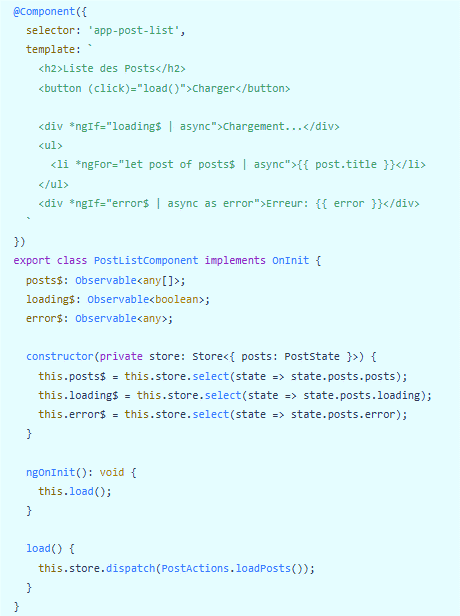 @Component({
  selector: 'app-post-list',
  template: `
    <h2>Liste des Posts</h2>
    <button (click)="load()">Charger</button>

    <div *ngIf="loading$ | async">Chargement...</div>
    <ul>
      <li *ngFor="let post of posts$ | async">{{ post.title }}</li>
    </ul>
    <div *ngIf="error$ | async as error">Erreur: {{ error }}</div>
  `
})
export class PostListComponent implements OnInit {
  posts$: Observable<any[]>;
  loading$: Observable<boolean>;
  error$: Observable<any>;

  constructor(private store: Store<{ posts: PostState }>) {
    this.posts$ = this.store.select(state => state.posts.posts);
    this.loading$ = this.store.select(state => state.posts.loading);
    this.error$ = this.store.select(state => state.posts.error);
  }

  ngOnInit(): void {
    this.load();
  }

  load() {
    this.store.dispatch(PostActions.loadPosts());
  }
}